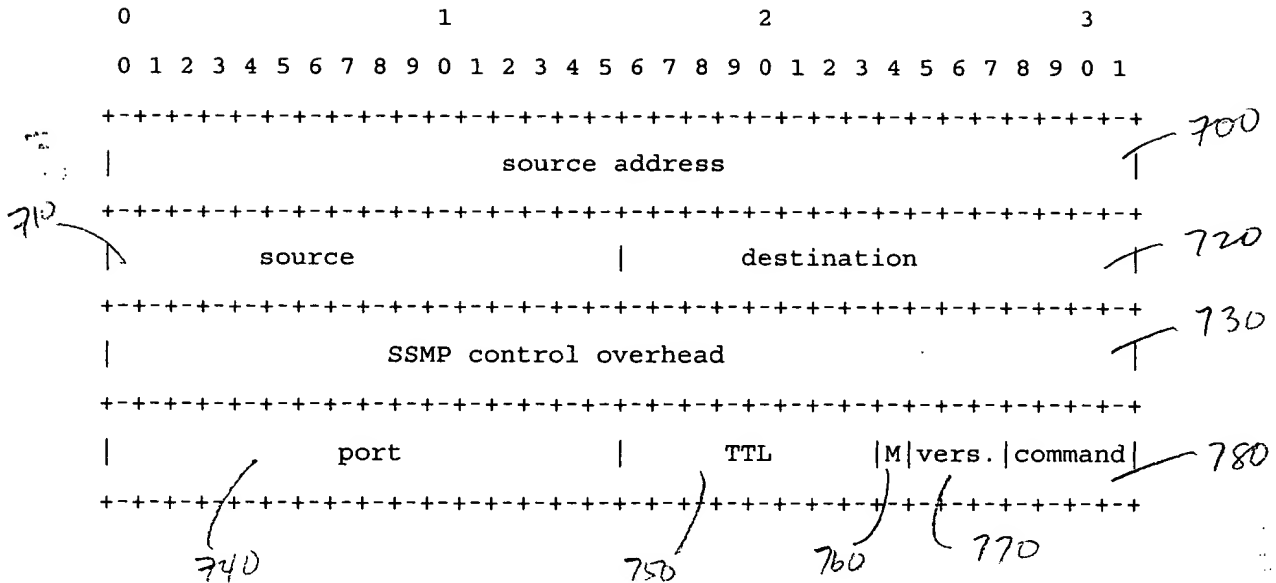 0 1 2 3
0 1 2 3 4 5 6 7 8 9 0 1 2 3 4 5 6 7 8 9 0 1 2 3 4 5 6 7 8 9 0 1
+-+-+-+-+-+-+-+-+-+-+-+-+-+-+-+-+-+-+-+-+-+-+-+-+-+-+-+-+-+-+-+-+
| source address | 700
+-+-+-+-+-+-+-+-+-+-+-+-+-+-+-+-+-+-+-+-+-+-+-+-+-+-+-+-+-+-+-+-+
710 | source | destination | 720
+-+-+-+-+-+-+-+-+-+-+-+-+-+-+-+-+-+-+-+-+-+-+-+-+-+-+-+-+-+-+-+-+
| SSMP control overhead | 730
+-+-+-+-+-+-+-+-+-+-+-+-+-+-+-+-+-+-+-+-+-+-+-+-+-+-+-+-+-+-+-+-+
| port | TTL |M|vers.|command| 780
+-+-+-+-+-+-+-+-+-+-+-+-+-+-+-+-+-+-+-+-+-+-+-+-+-+-+-+-+-+-+-+-+
740 750 760 770